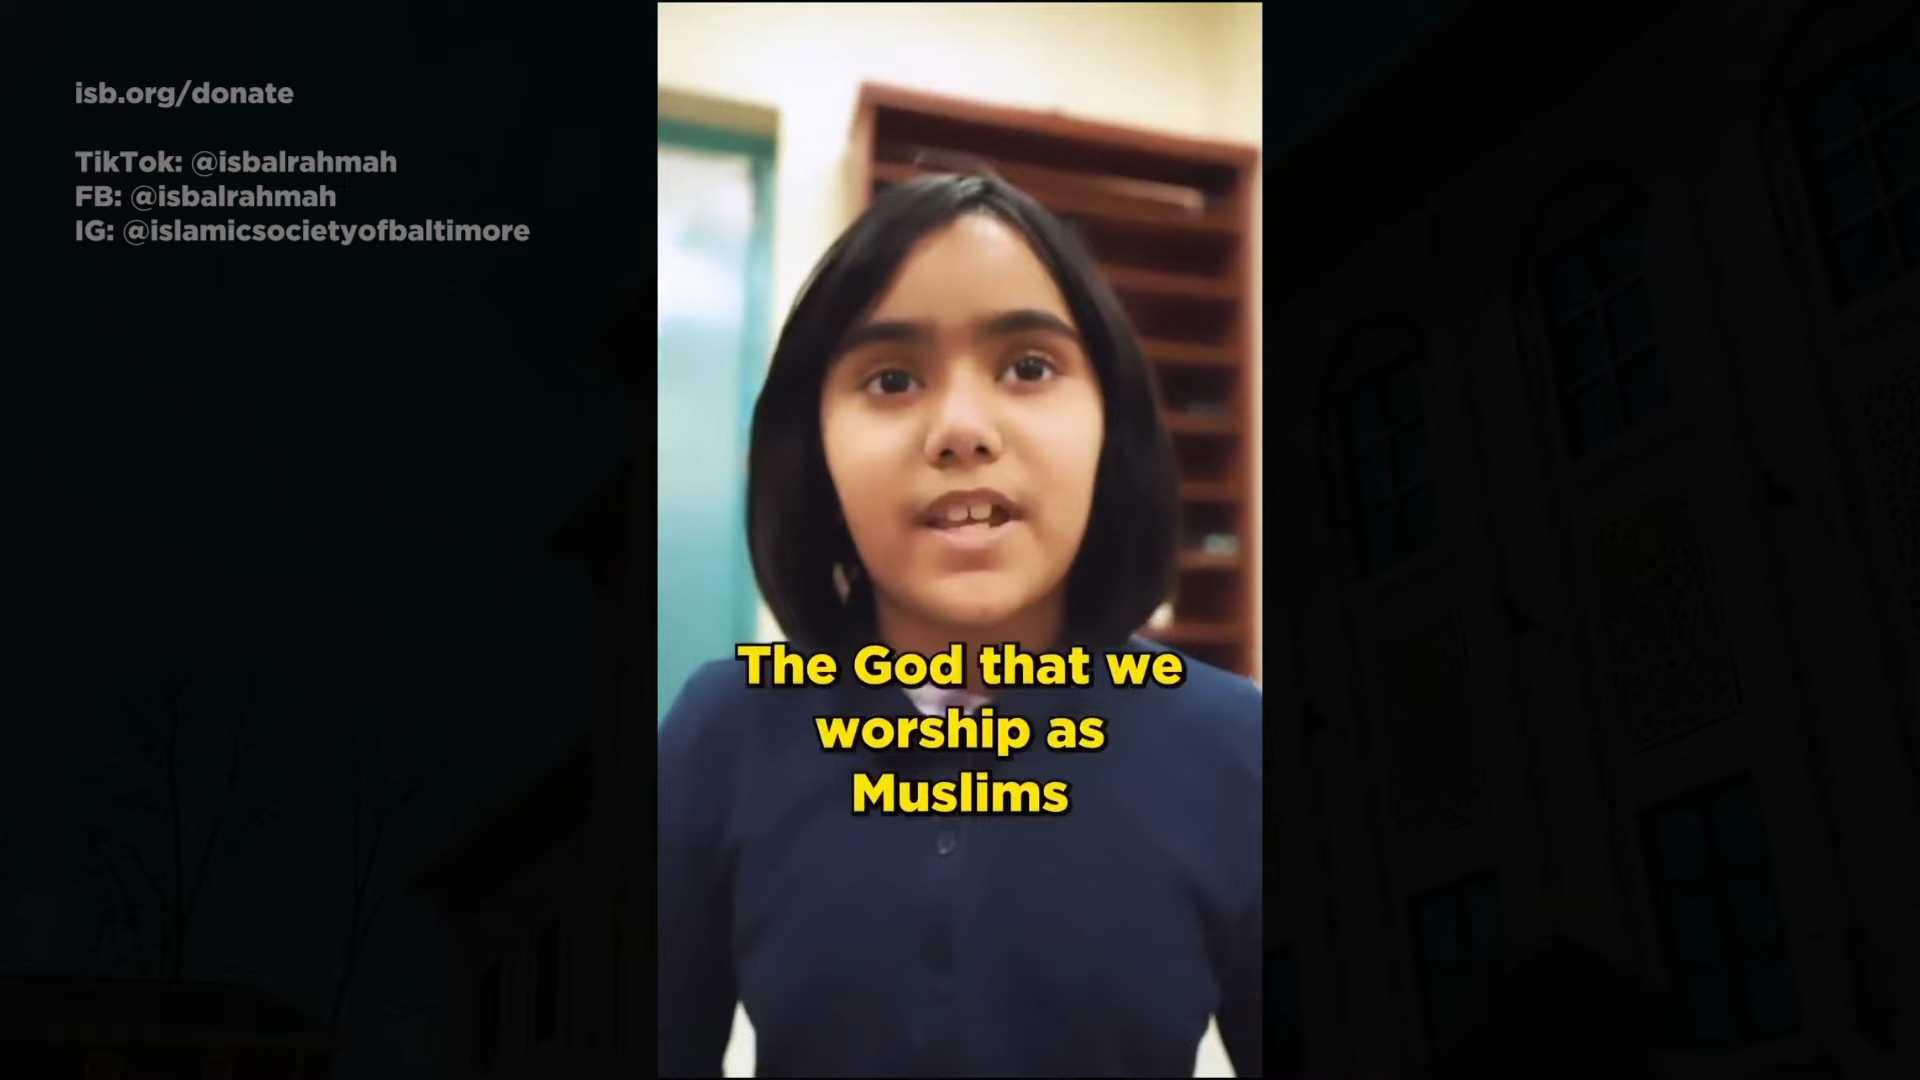 isb.org/donate
TikTok: @isbalrahmah
FB: @isbalrahmah
IG: @islamicsocietyofbaltimore
The God that we
worship as
Muslims